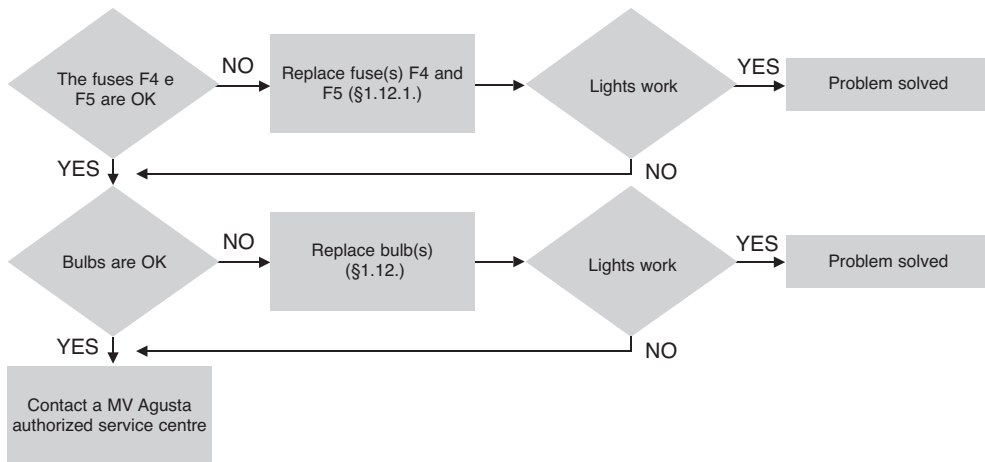 The fuses F4 e
F5 are OK
NO
Replace fuse(s) F4 and
F5 (§1.12.1.)
Lights work
YES
Problem solved
YES
NO
Bulbs are OK
NO
Replace bulb(s)
(§1.12.)
Lights work
YES
Problem solved
YES
NO
Contact a MV Agusta
authorized service centre